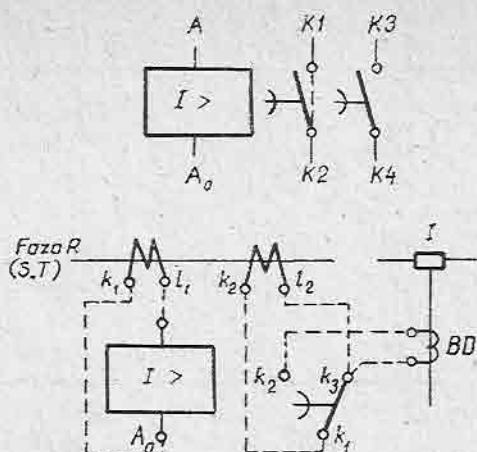 A K1 K3
I >
A₀ K2 K4
Faza R
(S.T)
k₁ l₁ k₂ l₂ I
I >
k₂ k₃ BD
A₀ k₁